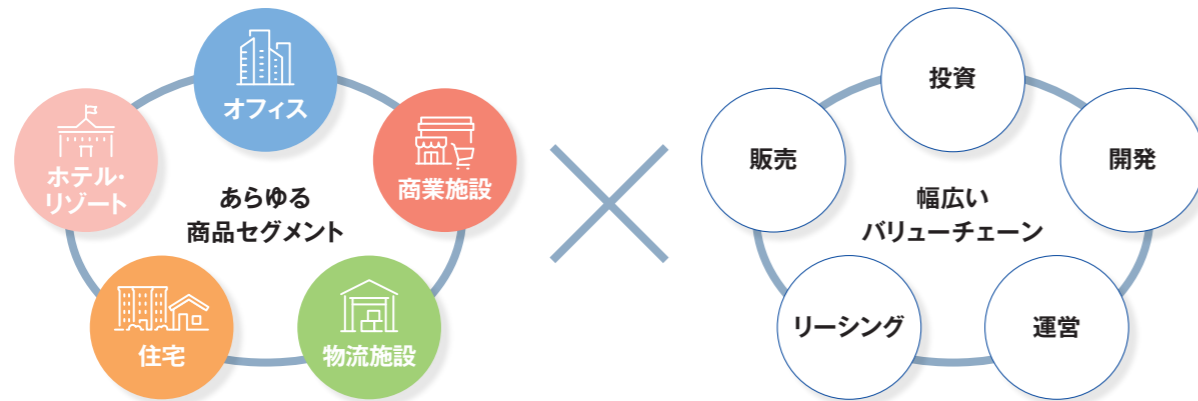 オフィス
商業施設
物流施設
住宅
ホテル・
リゾート
あらゆる
商品セグメント
投資
開発
運営
リーシング
販売
幅広い
バリューチェーン